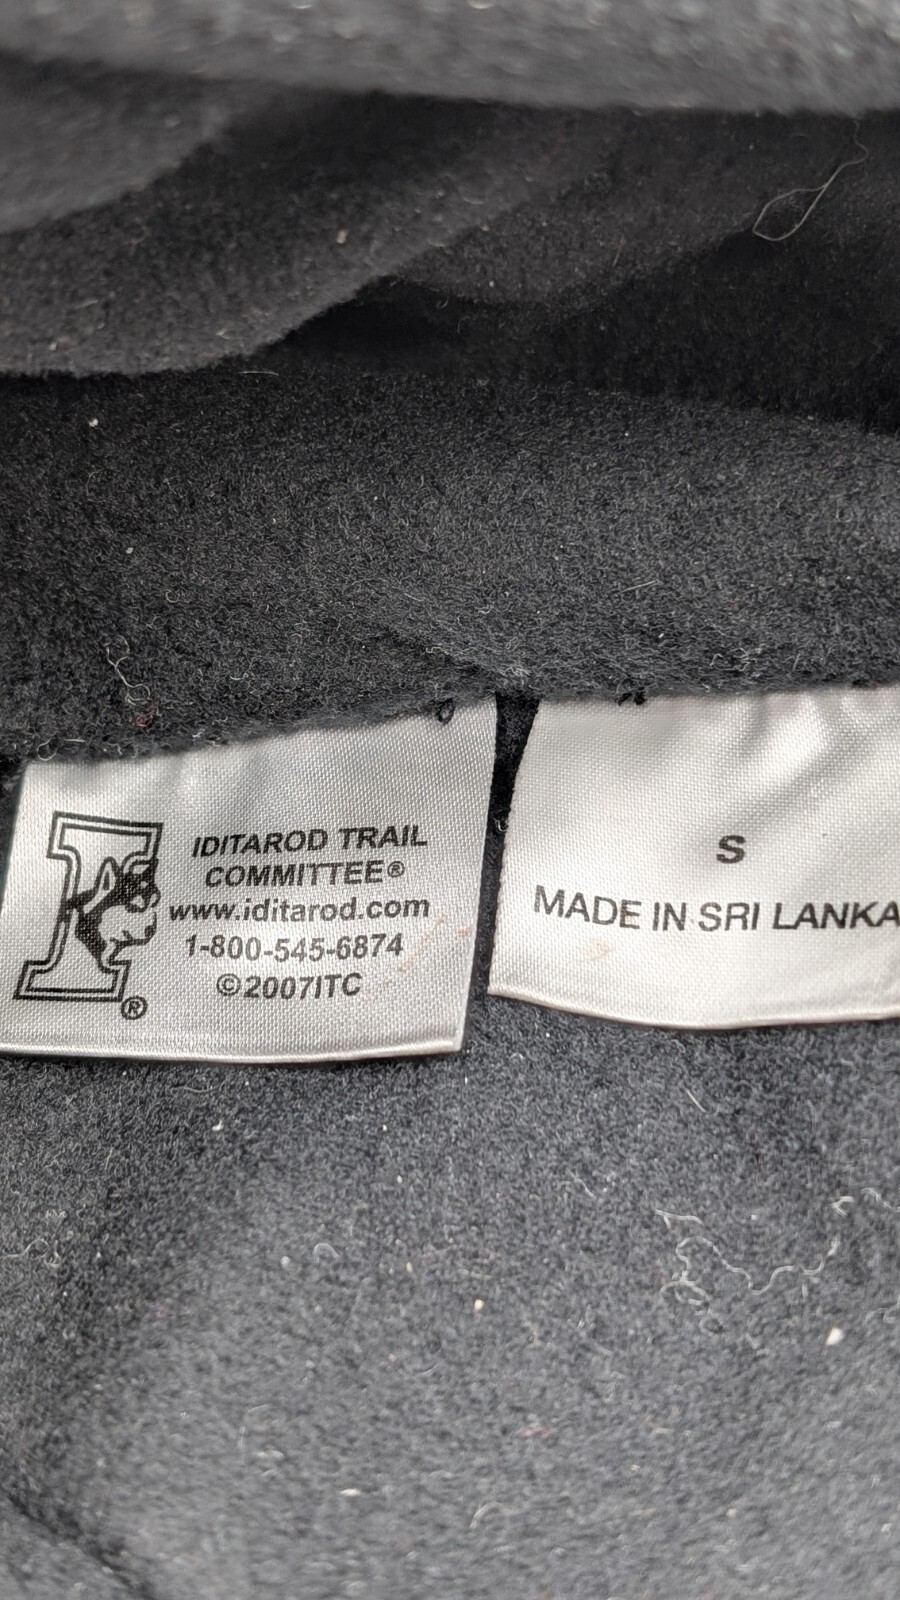 IDITAROD TRAIL
COMMITTEE®
www.iditarod.com
1-800-545-6874
©2007ITC
®
S
MADE IN SRI LANKA